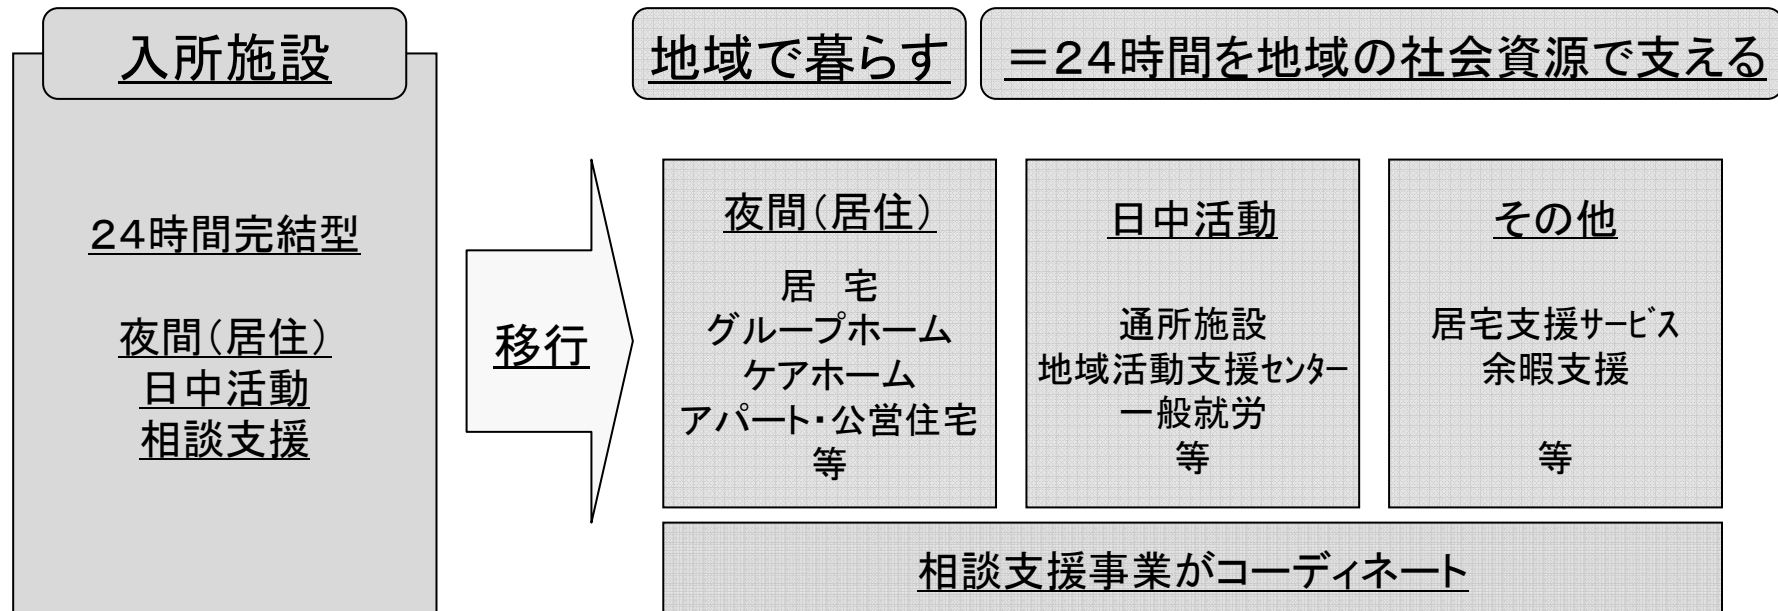 入所施設
24時間完結型
夜間(居住)
日中活動
相談支援
移行
地域で暮らす
=24時間を地域の社会資源で支える
夜間(居住)
居 宅
グループホーム
ケアホーム
アパート・公営住宅
等
日中活動
通所施設
地域活動支援センター
一般就労
等
その他
居宅支援サービス
余暇支援
等
相談支援事業がコーディネート